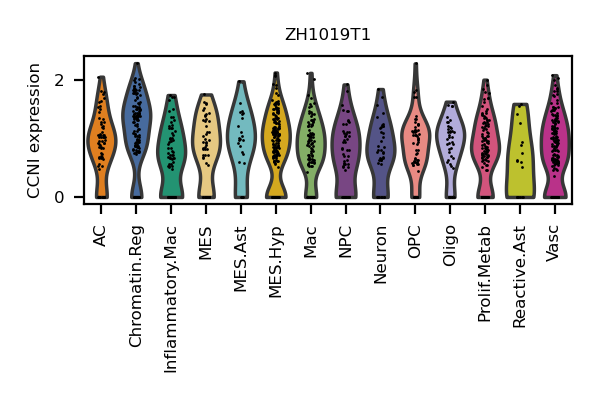 ZH1019T1
CCNI expression
2
0
AC
Chromatin.Reg
Inflammatory.Mac
MES
MES.Ast
MES.Hyp
Mac
NPC
Neuron
OPC
Oligo
Prolif.Metab
Reactive.Ast
Vasc